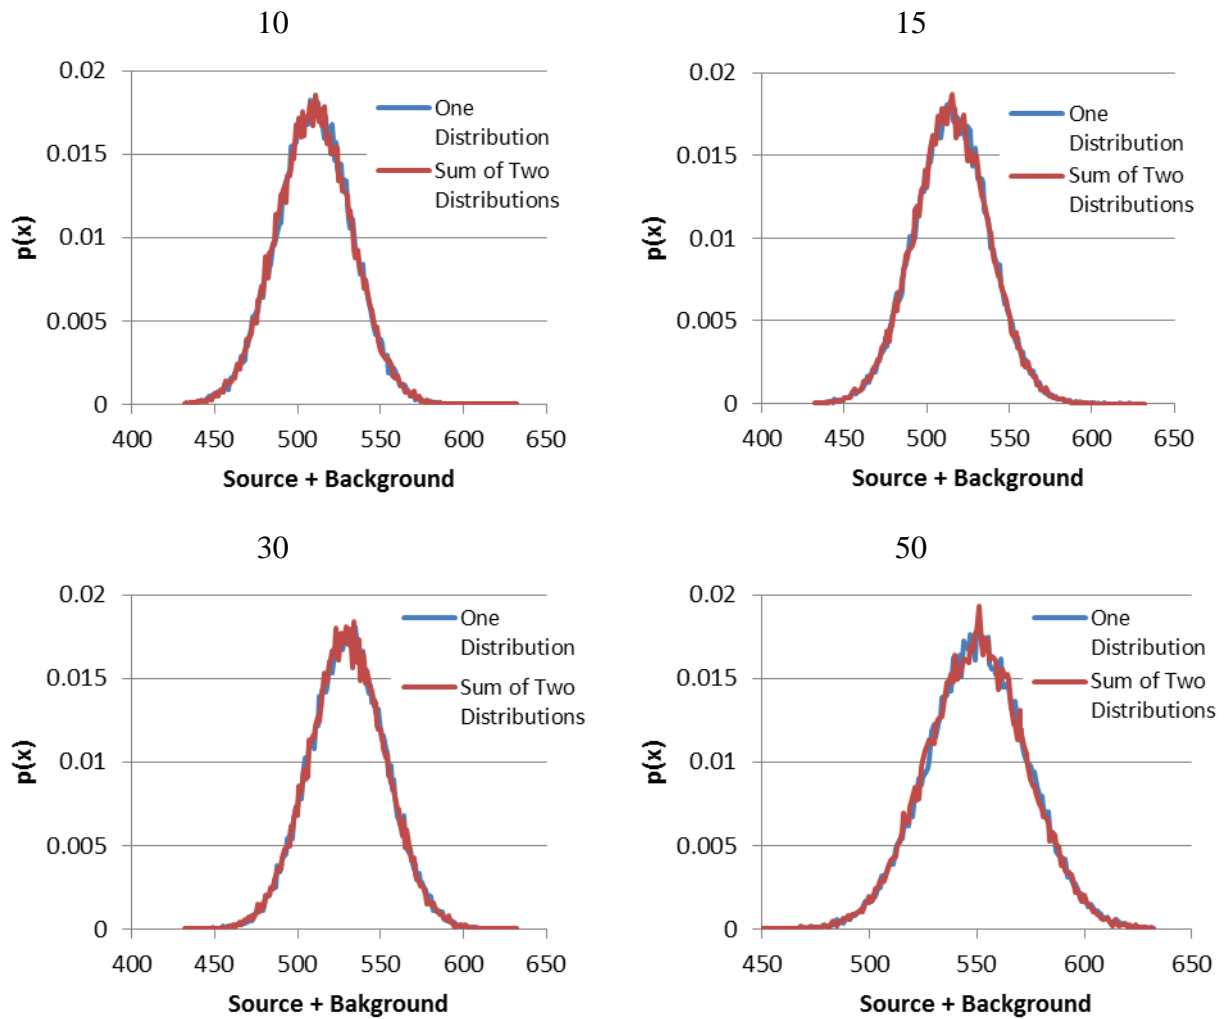 10
0.02
0.015
0.01
0.005
0
p(x)
One
Distribution
Sum of Two
Distributions
400 450 500 550 600 650
Source + Background
15
0.02
0.015
0.01
0.005
0
p(x)
One
Distribution
Sum of Two
Distributions
400 450 500 550 600 650
Source + Background
30
0.02
0.015
0.01
0.005
0
p(x)
One
Distribution
Sum of Two
Distributions
400 450 500 550 600 650
Source + Bakground
50
0.02
0.015
0.01
0.005
0
p(x)
One
Distribution
Sum of Two
Distributions
450 500 550 600 650
Source + Background